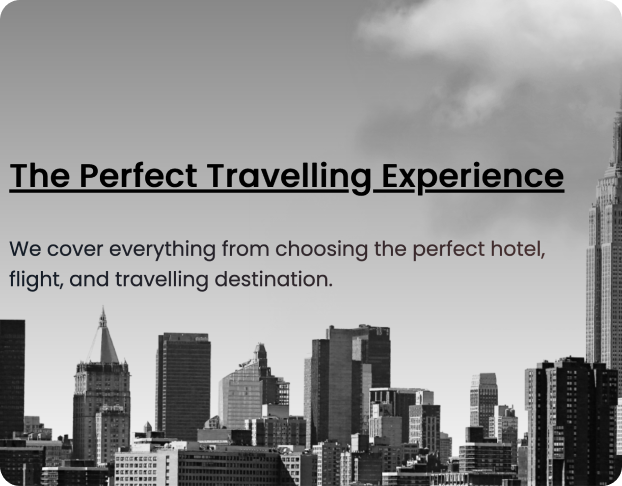 The Perfect Travelling Experience
We cover everything from choosing the perfect hotel,
flight, and travelling destination.